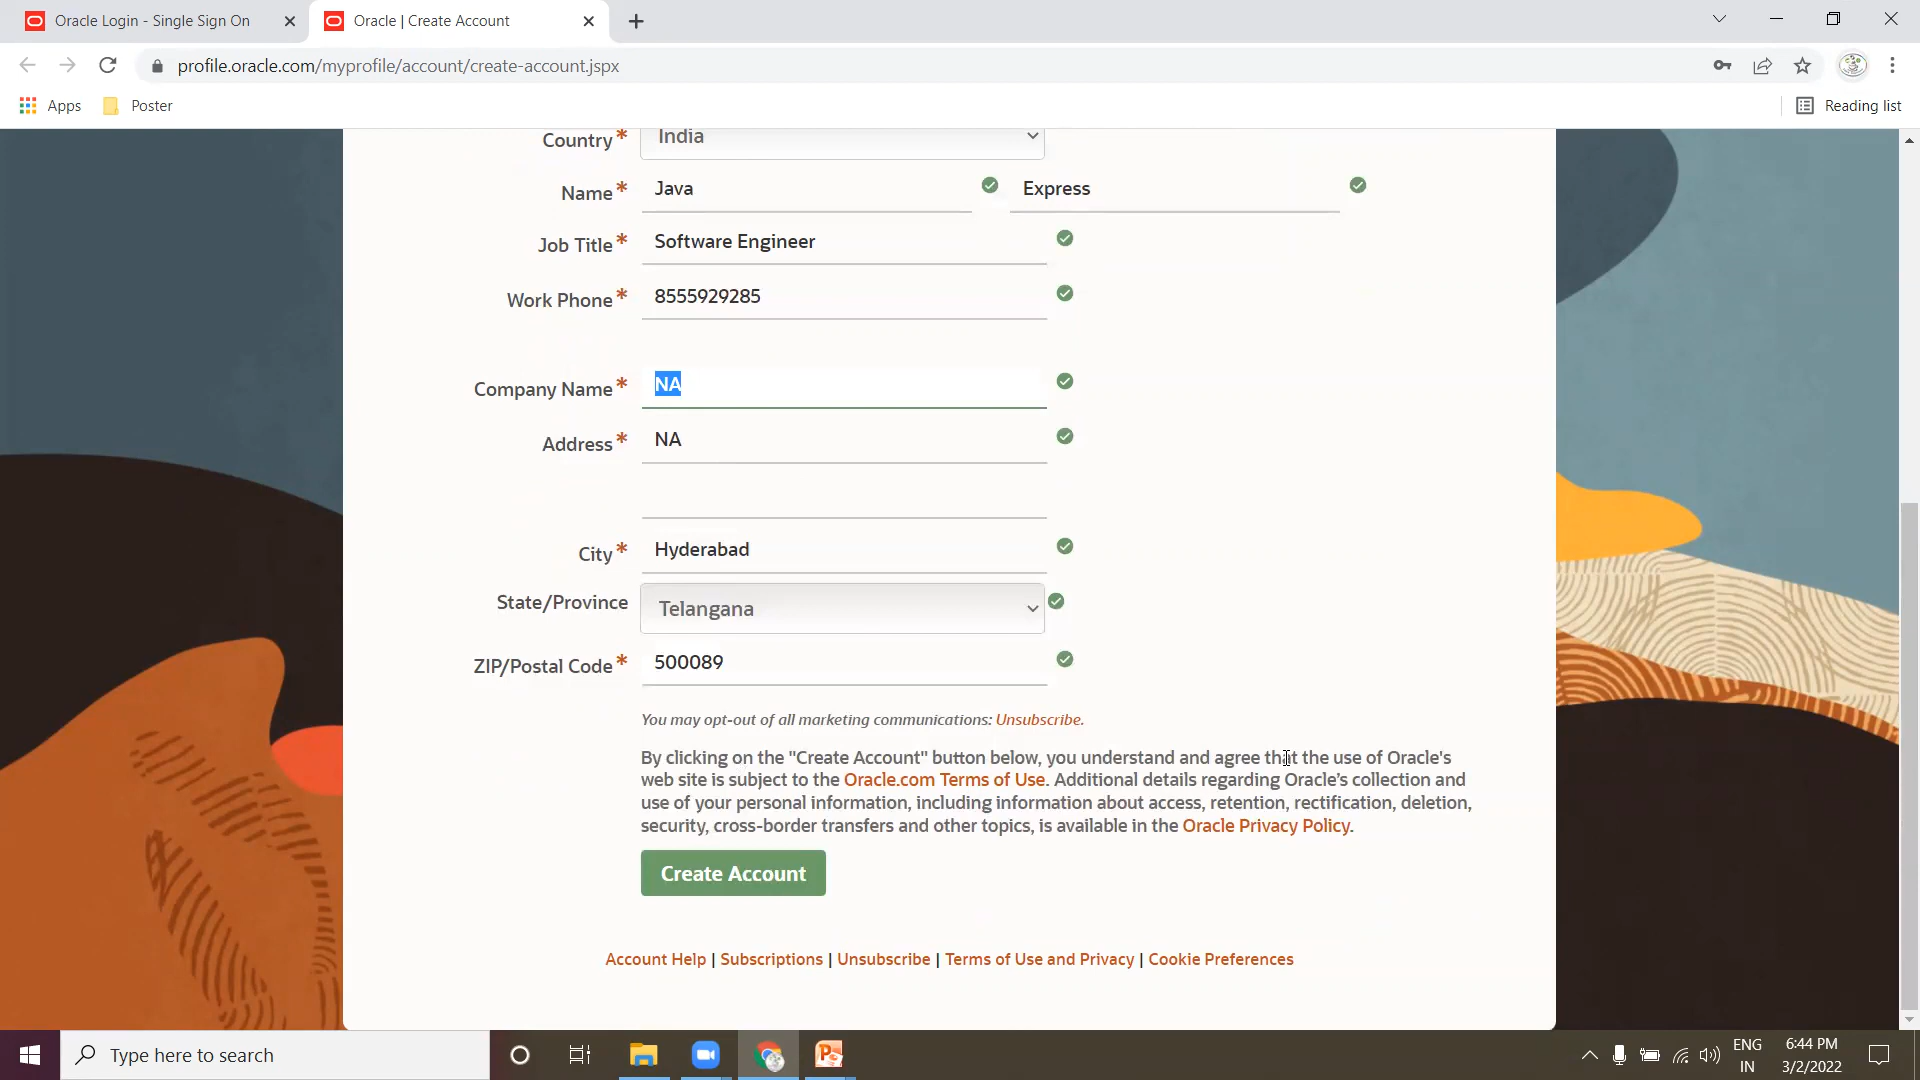 Oracle Login - Single Sign On
Oracle | Create Account
profile.oracle.com/myprofile/account/create-account.jspx
Apps
Poster
Reading list
Country* India
Name* Java Express
Job Title* Software Engineer
Work Phone* 8555929285
Company Name* NA
Address* NA
City* Hyderabad
State/Province Telangana
ZIP/Postal Code* 500089
You may opt-out of all marketing communications: Unsubscribe.
By clicking on the "Create Account" button below, you understand and agree that the use of Oracle's
web site is subject to the Oracle.com Terms of Use. Additional details regarding Oracle's collection and
use of your personal information, including information about access, retention, rectification, deletion,
security, cross-border transfers and other topics, is available in the Oracle Privacy Policy.
Create Account
Account Help | Subscriptions | Unsubscribe | Terms of Use and Privacy | Cookie Preferences
Type here to search
ENG
IN
6:44 PM
3/2/2022